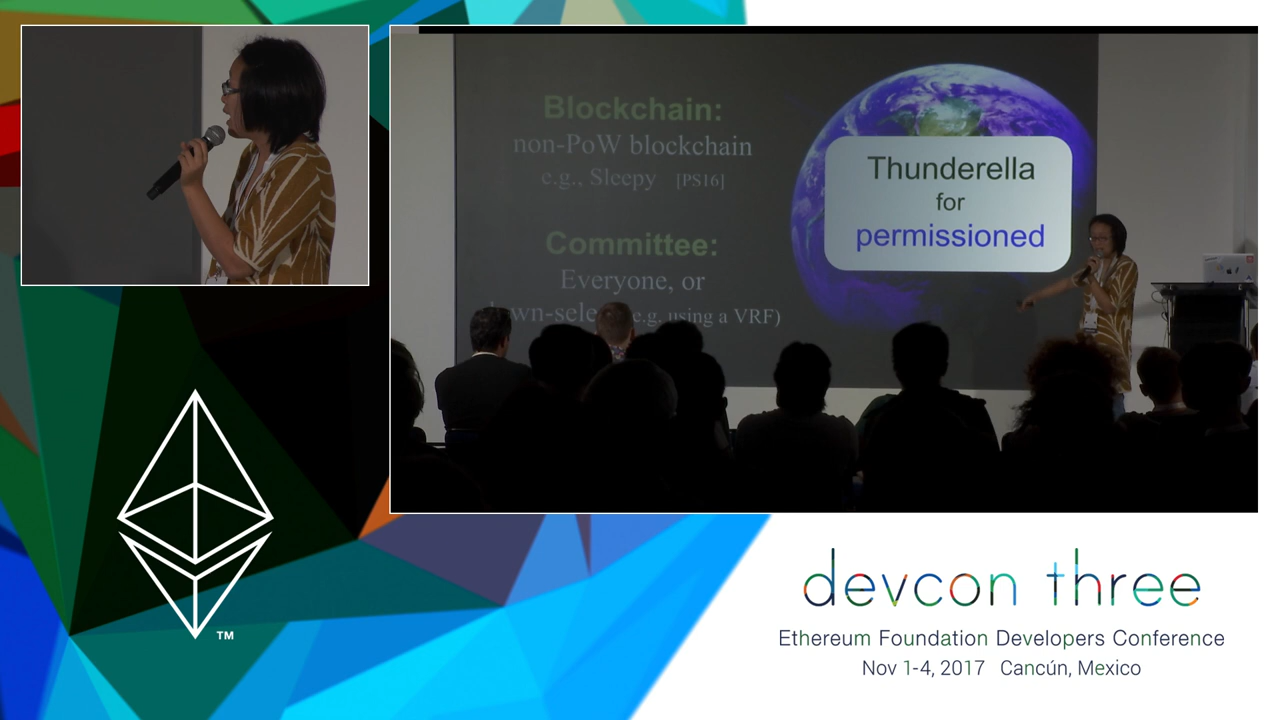 Blockchain:
non-PoW blockchain
e.g., Sleepy [PS16]
Committee:
Everyone, or
(e.g. using a VRF)
Thunderella
for
permissioned
TM
devcon three
Ethereum Foundation Developers Conference
Nov 1-4, 2017 Cancún, Mexico